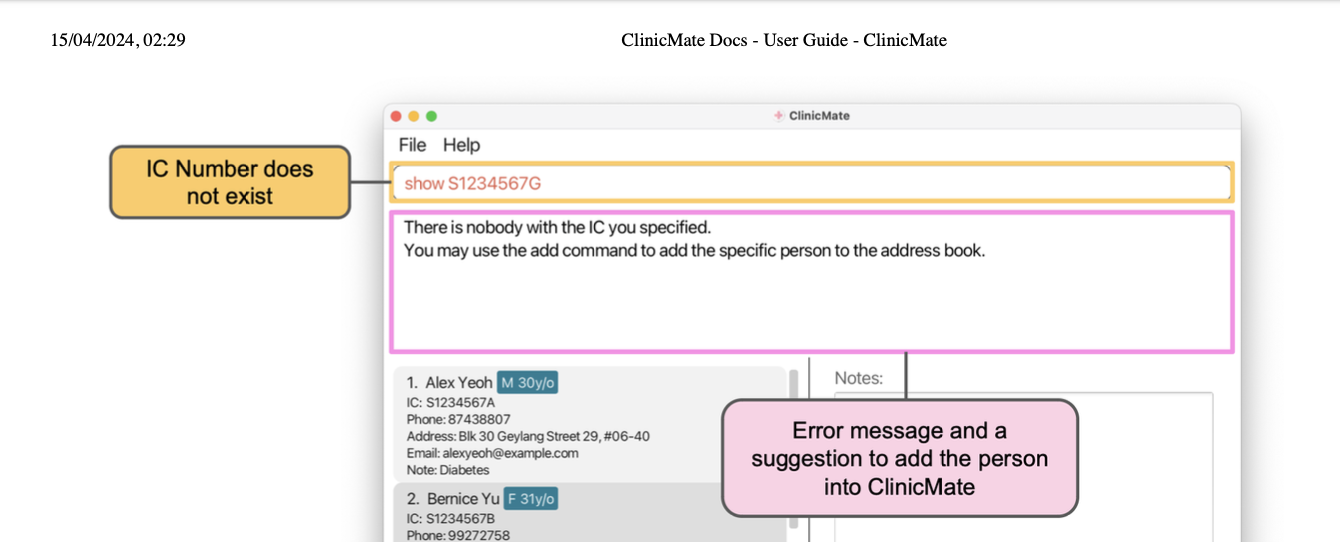 15/04/2024, 02:29
ClinicMate Docs - User Guide - ClinicMate
ClinicMate
File Help
IC Number does
not exist
show S1234567G
There is nobody with the IC you specified.
You may use the add command to add the specific person to the address book.
1. Alex Yeoh M 30y/o
IC: S1234567A
Phone: 87438807
Address: Blk 30 Geylang Street 29, #06-40
Email: alexyeoh@example.com
Note: Diabetes
2. Bernice Yu F 31y/o
IC: S1234567B
Phone: 99272758
Notes:
Error message and a
suggestion to add the person
into ClinicMate